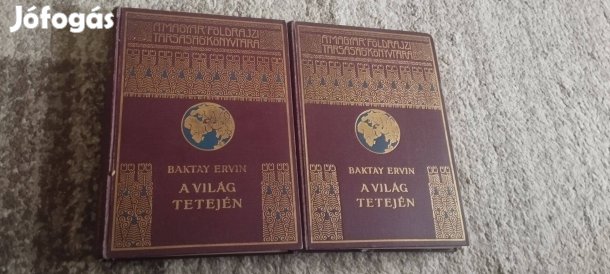 Jófogás
A MAGYAR FÖLDRAJZI
TÁRSASÁG KÖNYVTÁRA
BAKTAY ERVIN
A VILÁG
TETEJÉN
A MAGYAR FÖLDRAJZI
TÁRSASÁG KÖNYVTÁRA
BAKTAY ERVIN
A VILÁG
TETEJÉN